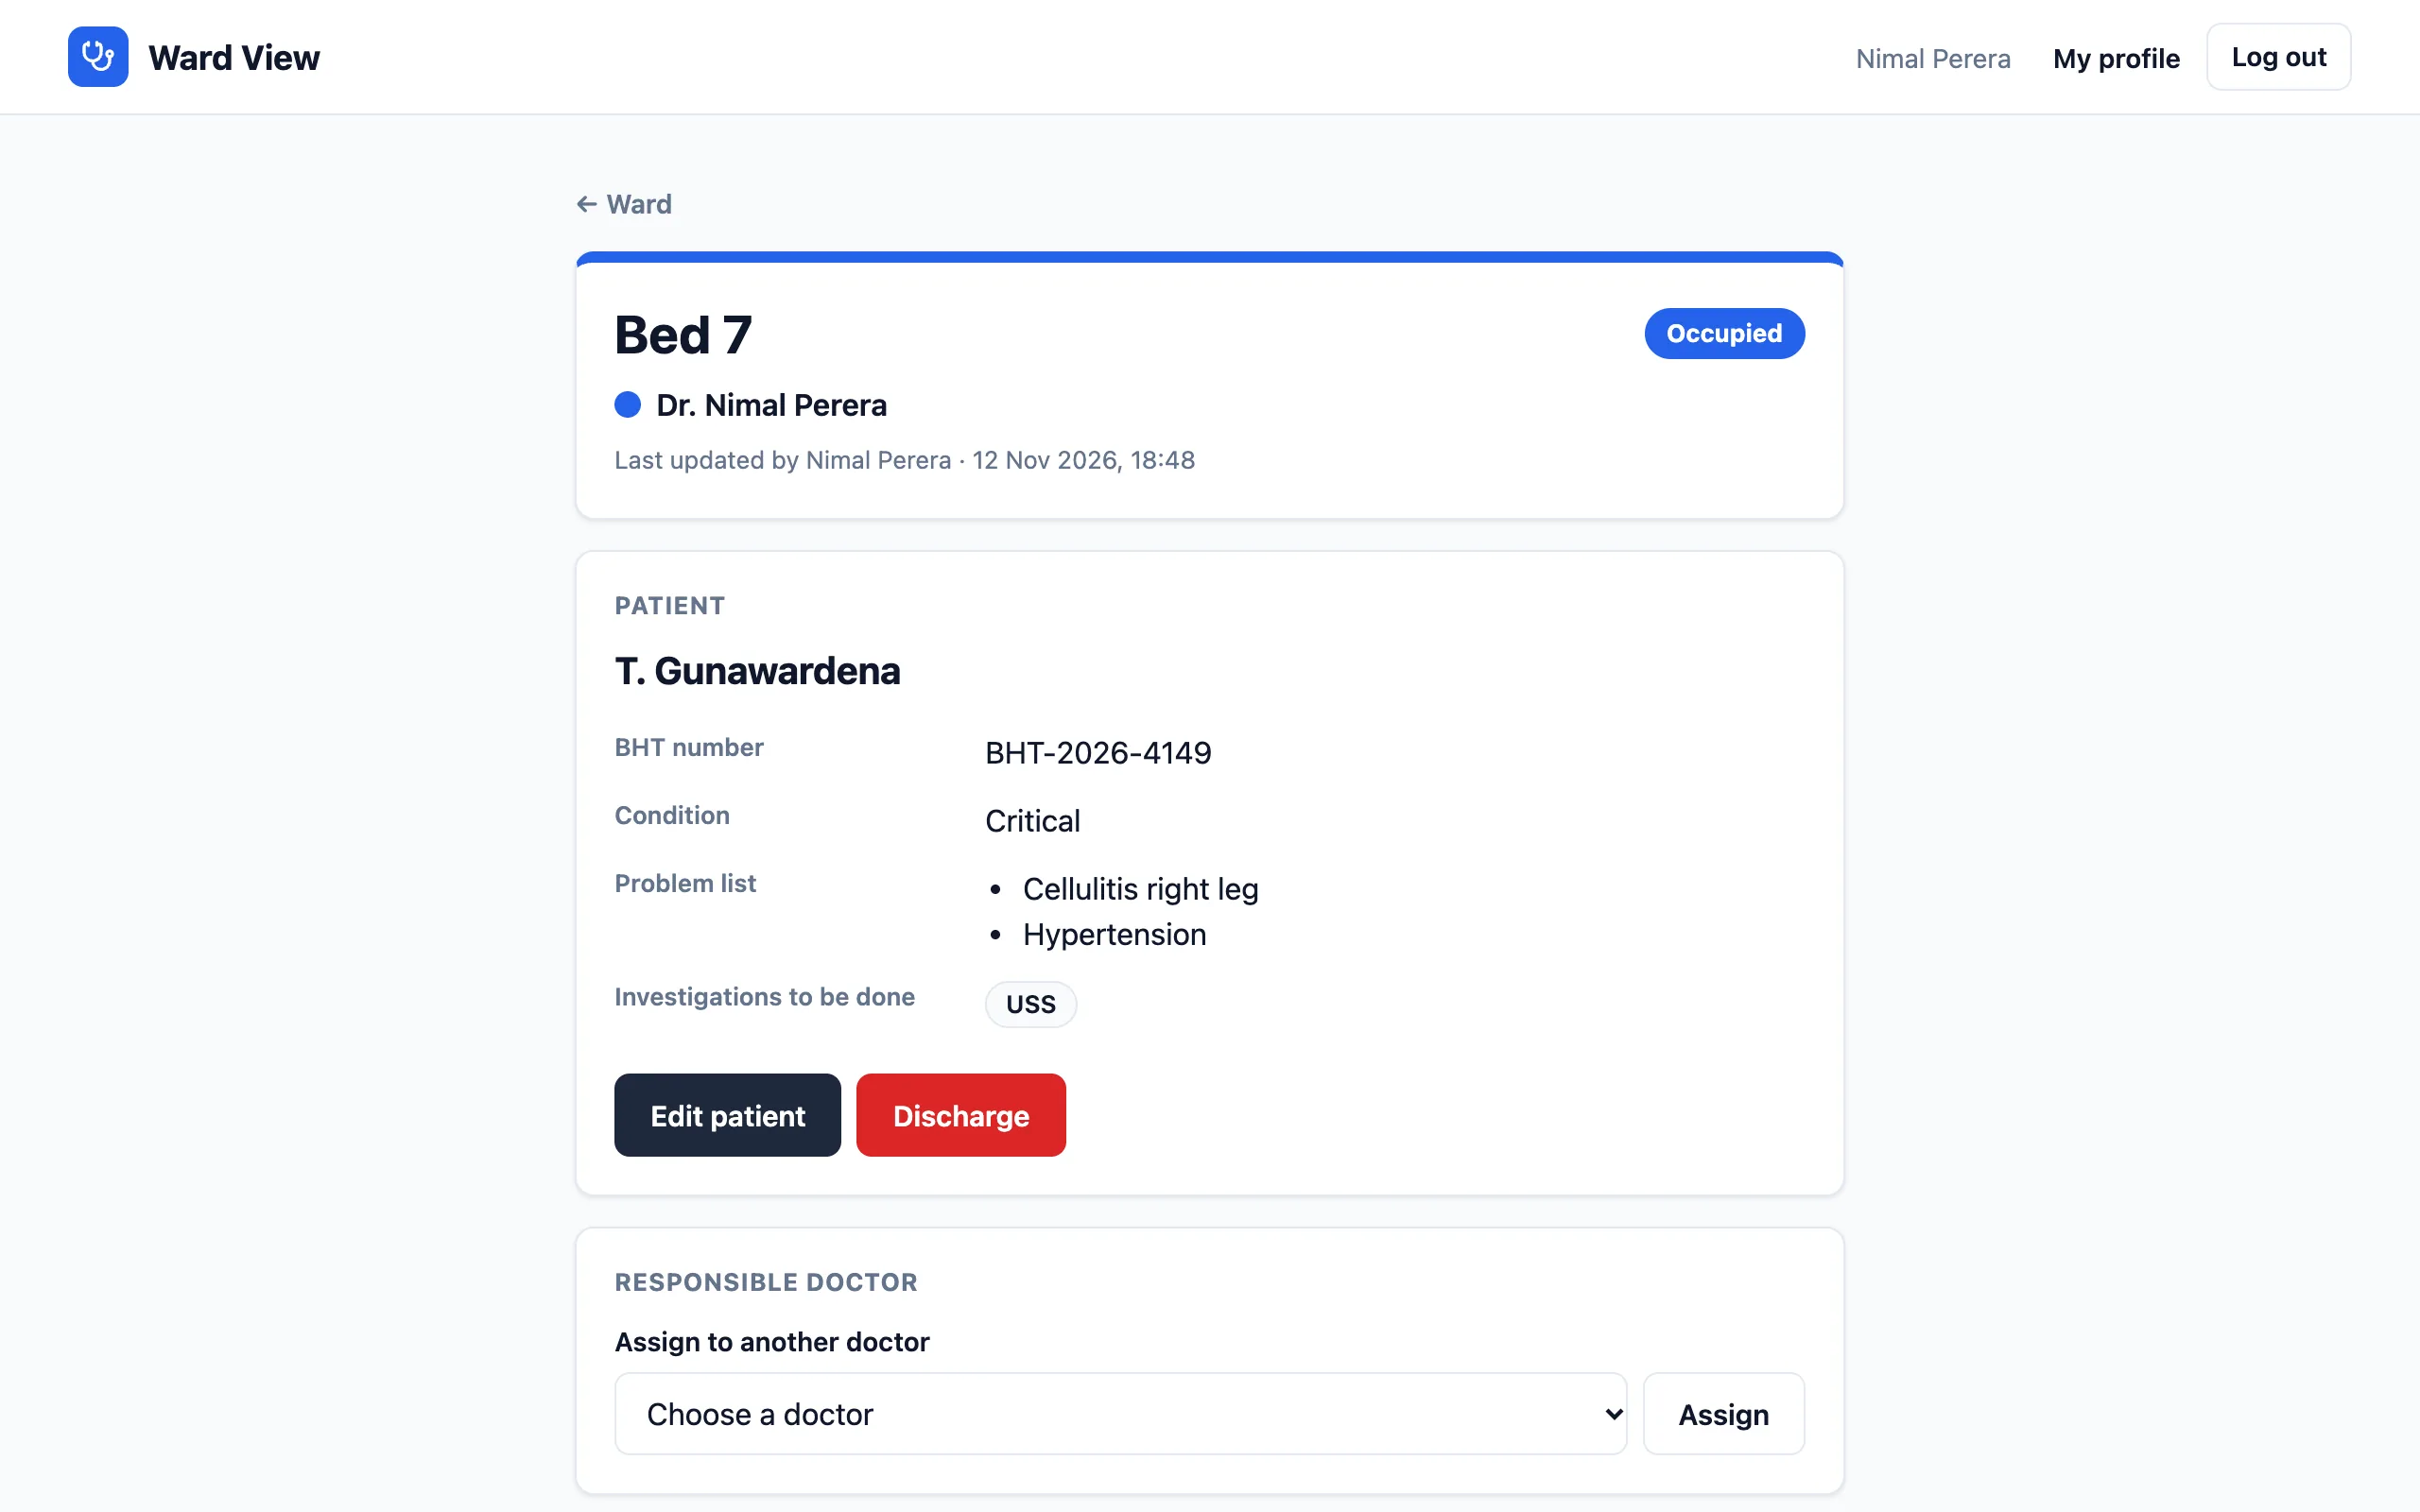 Ward View
Nimal Perera
My profile
Log out
← Ward
Bed 7
Occupied
Dr. Nimal Perera
Last updated by Nimal Perera · 12 Nov 2026, 18:48
PATIENT
T. Gunawardena
BHT number
BHT-2026-4149
Condition
Critical
Problem list
• Cellulitis right leg
• Hypertension
Investigations to be done
USS
Edit patient
Discharge
RESPONSIBLE DOCTOR
Assign to another doctor
Choose a doctor
Assign